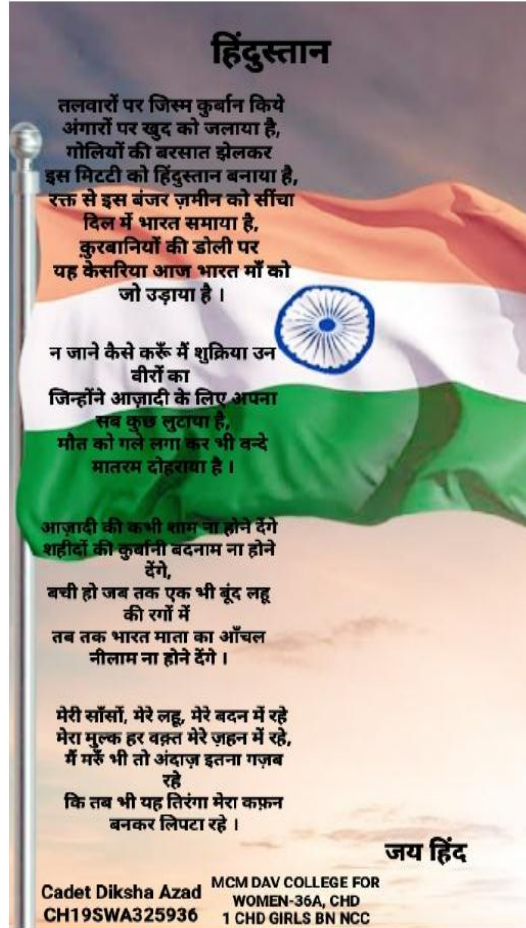 हिंदुस्तान
तलवारों पर जिस्म कुर्बान किये
अंगारों पर खुद को जलाया है,
गोलियों की बरसात झेलकर
इस मिटटी को हिंदुस्तान बनाया है,
रक्त से इस बंजर ज़मीन को सींचा
दिल में भारत समाया है,
क़ुरबानियों की डोली पर
यह केसरिया आज भारत माँ को
जो उड़ाया है ।
न जाने कैसे करूँ मैं शुक्रिया उन
वीरों का
जिन्होंने आज़ादी के लिए अपना
सब कुछ लुटाया है,
मौत को गले लगा कर भी वन्दे
मातरम दोहराया है ।
आज़ादी की कभी शाम ना होने देंगे
शहीदों की कुर्बानी बदनाम ना होने
देंगे,
बची हो जब तक एक भी बूंद लहू
की रगों में
तब तक भारत माता का आँचल
नीलाम ना होने देंगे ।
मेरी साँसों, मेरे लहू, मेरे बदन में रहे
मेरा मुल्क हर वक़्त मेरे ज़हन में रहे,
मैं मरुँ भी तो अंदाज़ इतना गज़ब
रहे
कि तब भी यह तिरंगा मेरा कफ़न
बनकर लिपटा रहे ।
जय हिंद
Cadet Diksha Azad
CH19SWA325936
MCM DAV COLLEGE FOR
WOMEN-36A, CHD
1 CHD GIRLS BN NCC